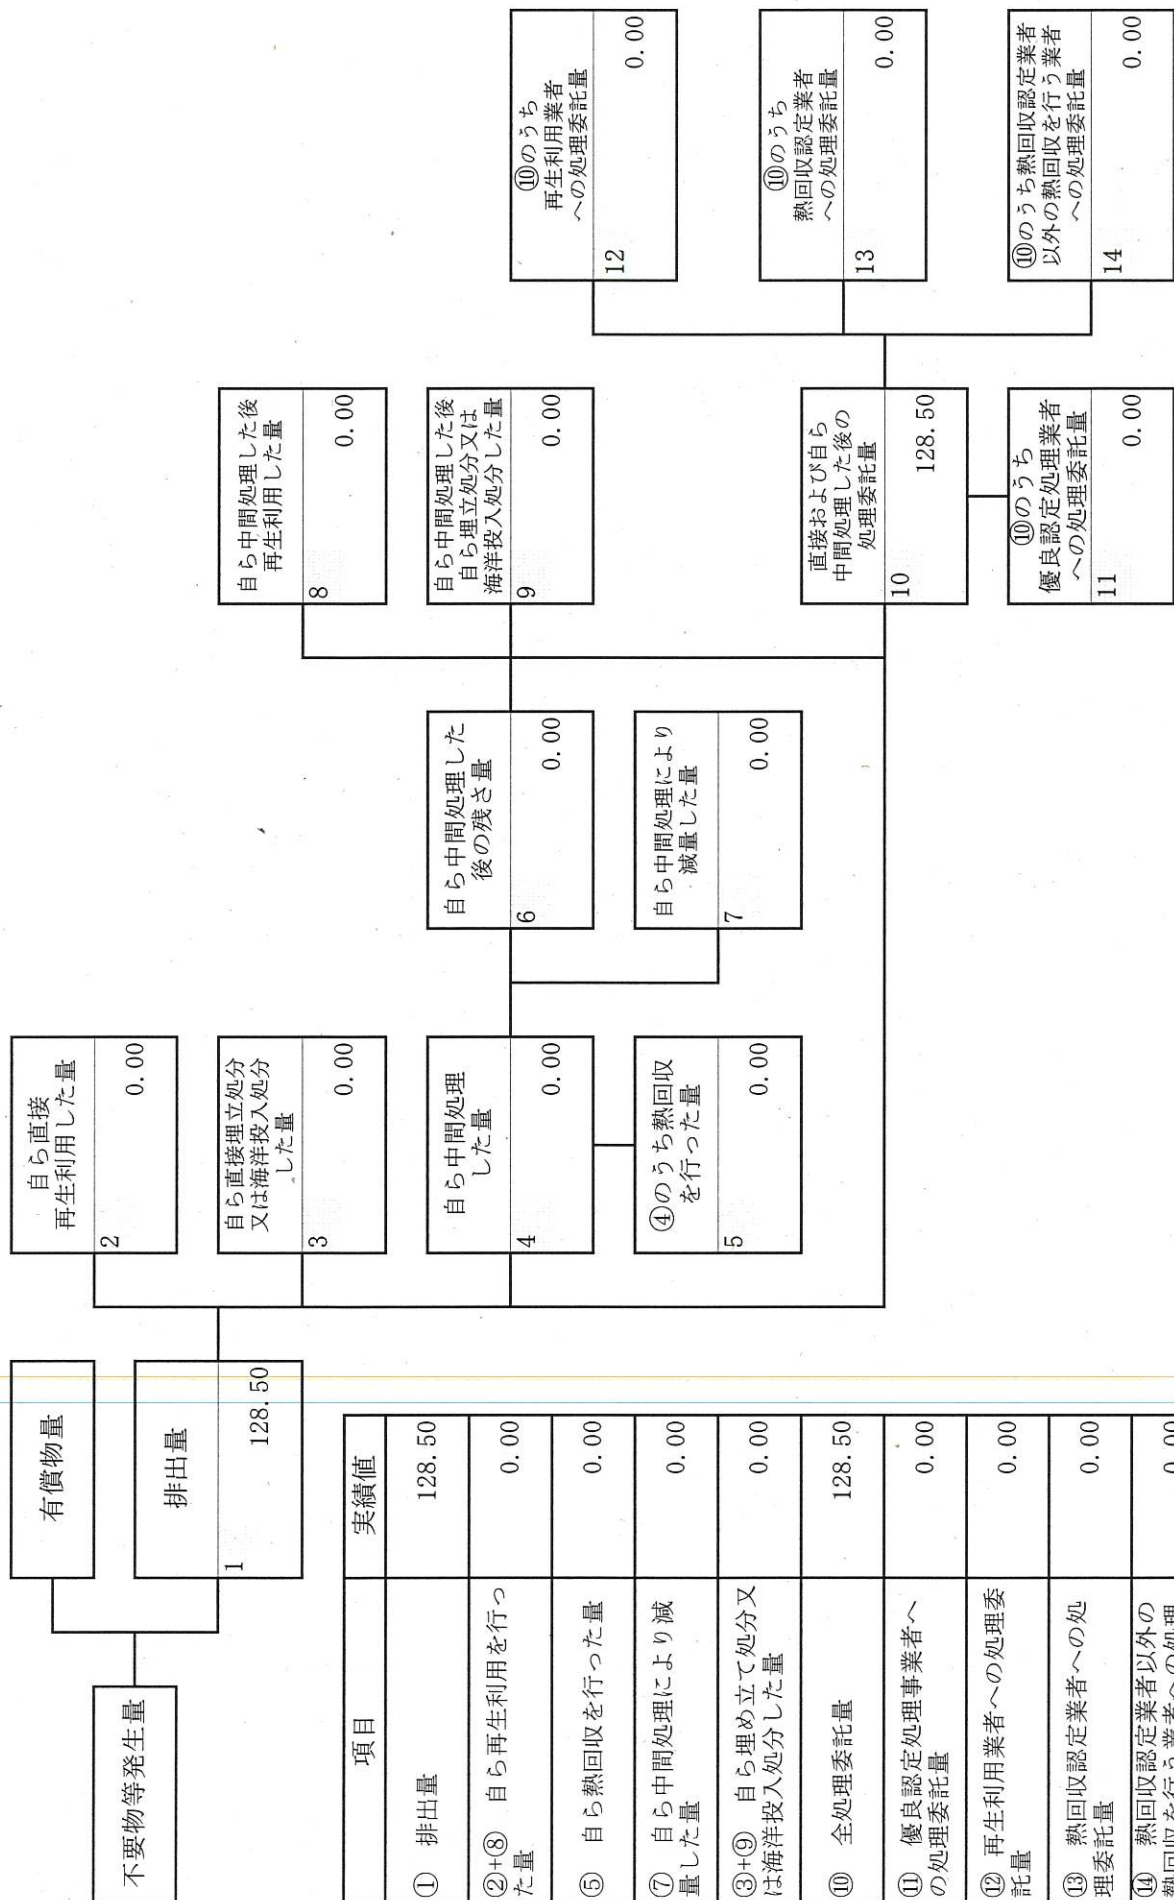 不要物等発生量
有償物量
排出量
1
128.50
自ら直接
再生利用した量
2
0.00
自ら直接埋立処分
又は海洋投入処分
した量
3
0.00
自ら中間処理
した量
4
0.00
④のうち熱回収
を行った量
5
0.00
自ら中間処理した
後の残さ量
6
0.00
自ら中間処理により
減量した量
7
0.00
自ら中間処理した後
再生利用した量
8
0.00
自ら中間処理した後
自ら埋立処分又は
海洋投入処分した量
9
0.00
直接および自ら
中間処理した後の
処理委託量
10
128.50
⑩のうち
優良認定処理業者
への処理委託量
11
0.00
⑩のうち
再生利用業者
への処理委託量
12
0.00
⑩のうち
熱回収認定業者
への処理委託量
13
0.00
⑩のうち熱回収認定業者
以外の熱回収を行う業者
への処理委託量
14
0.00
項目 実績値
① 排出量 128.50
②+⑧ 自ら再生利用を行っ
た量 0.00
⑤ 自ら熱回収を行った量 0.00
⑦ 自ら中間処理により減
量した量 0.00
③+⑨ 自ら埋め立て処分又
は海洋投入処分した量 0.00
⑩ 全処理委託量 128.50
⑪ 優良認定処理事業者へ
の処理委託量 0.00
⑫ 再生利用業者への処理委
託量 0.00
⑬ 熱回収認定業者への処
理委託量 0.00
⑭ 熱回収認定業者以外の
熱回収を行う業者への処理 0.00